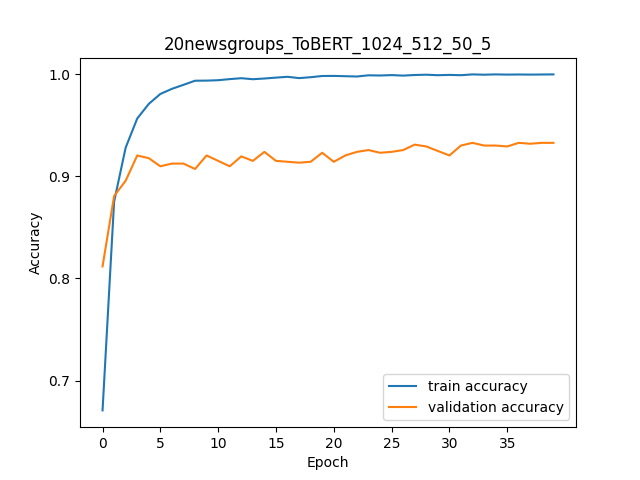 20newsgroups_ToBERT_1024_512_50_5
1.0
0.9
0.8
0.7
Accuracy
train accuracy
validation accuracy
0 5 10 15 20 25 30 35
Epoch